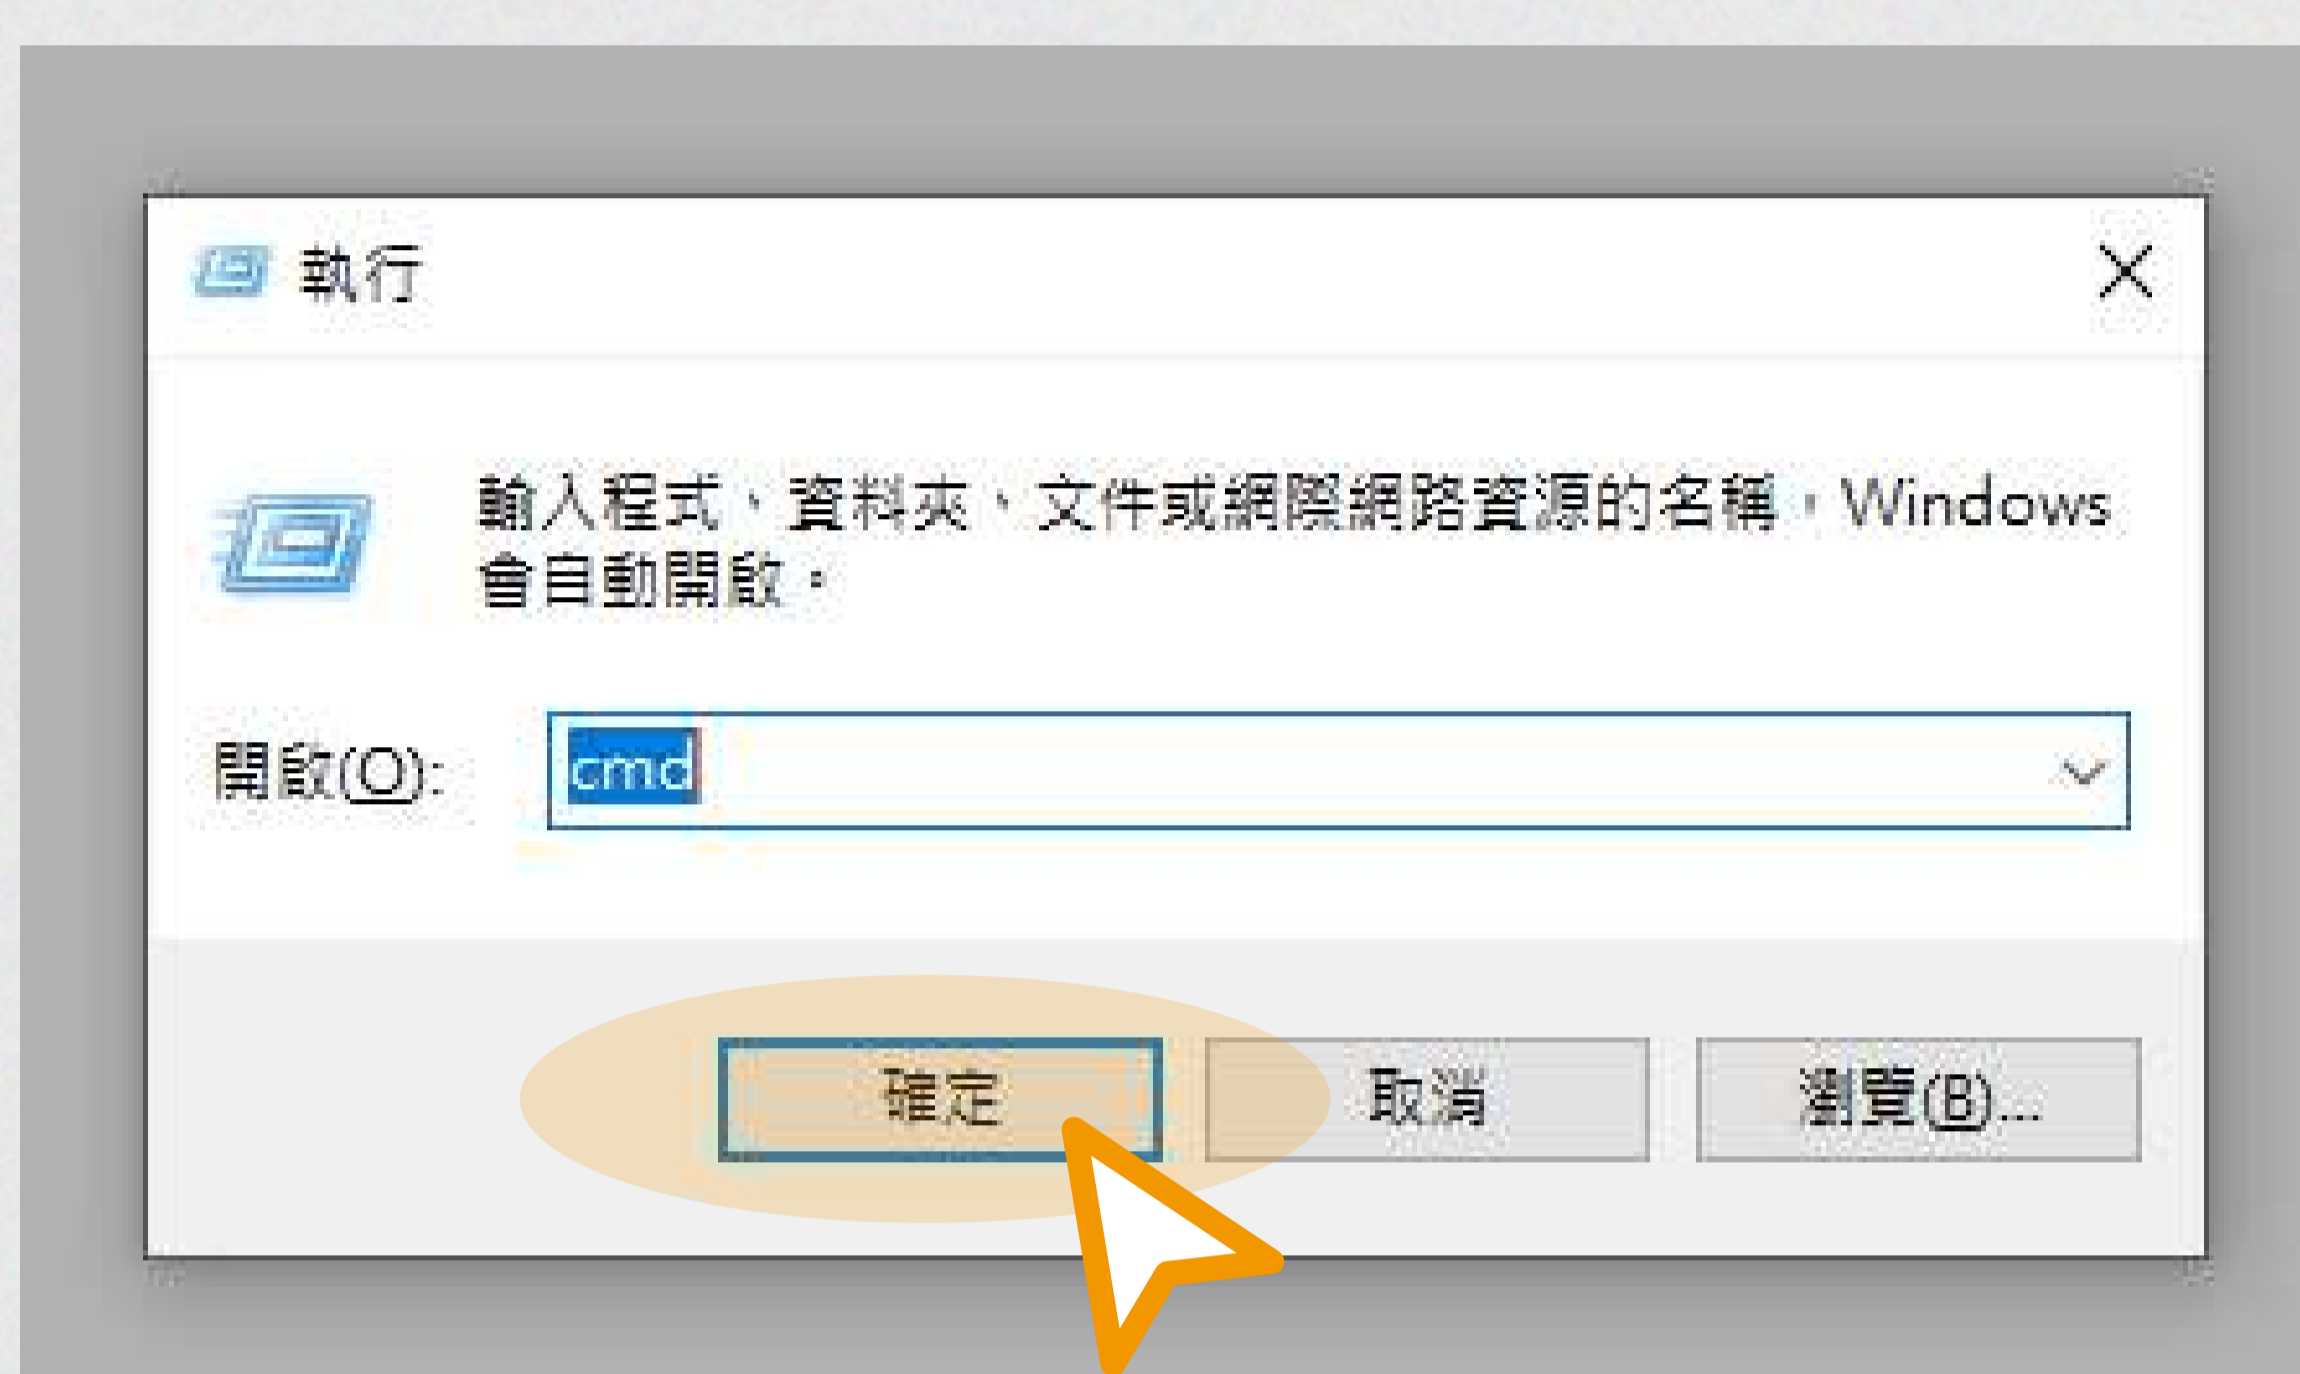 執行
輸入程式、資料夾、文件或網際網路資源的名稱，Windows
會自動開啟。
開啟(O):
cmd
確定
取消
瀏覽(B)...